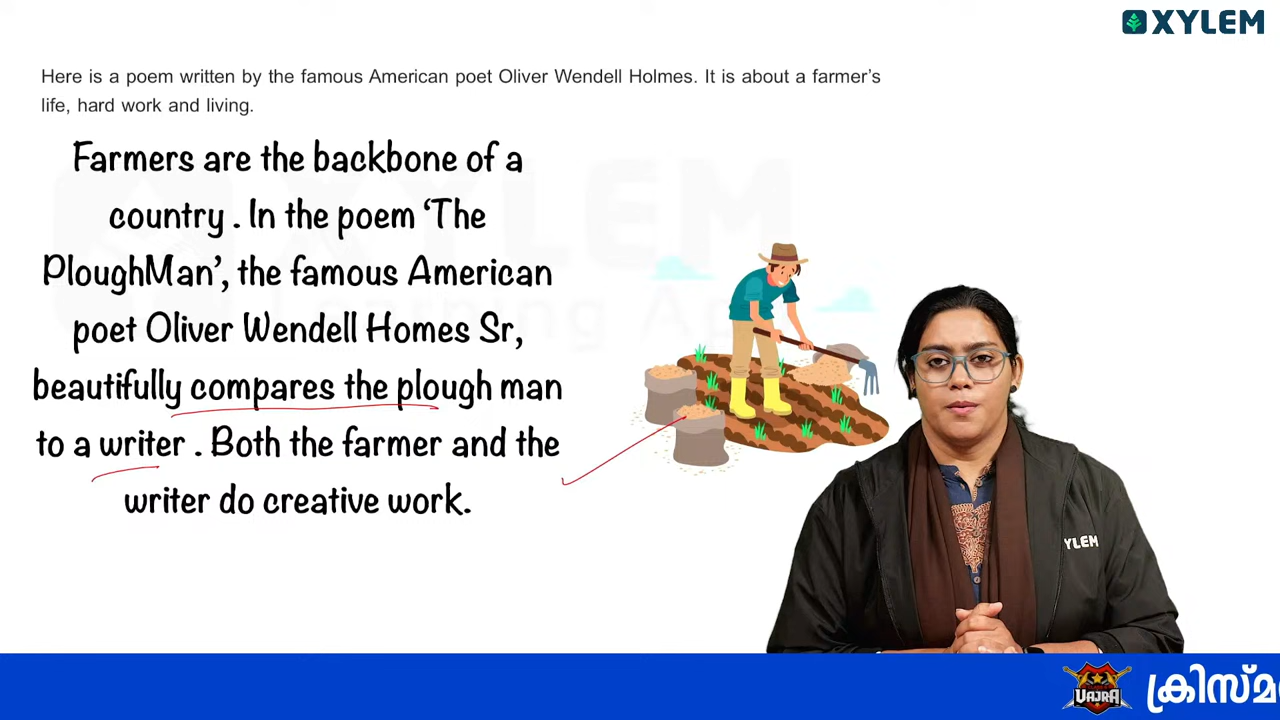 XYLEM
Here is a poem written by the famous American poet Oliver Wendell Holmes. It is about a farmer's
life, hard work and living.
Farmers are the backbone of a
country . In the poem ‘The
PloughMan’, the famous American
poet Oliver Wendell Homes Sr,
beautifully compares the plough man
to a writer . Both the farmer and the
writer do creative work.
XYLEM
Learning App
YLEM
VAJRA